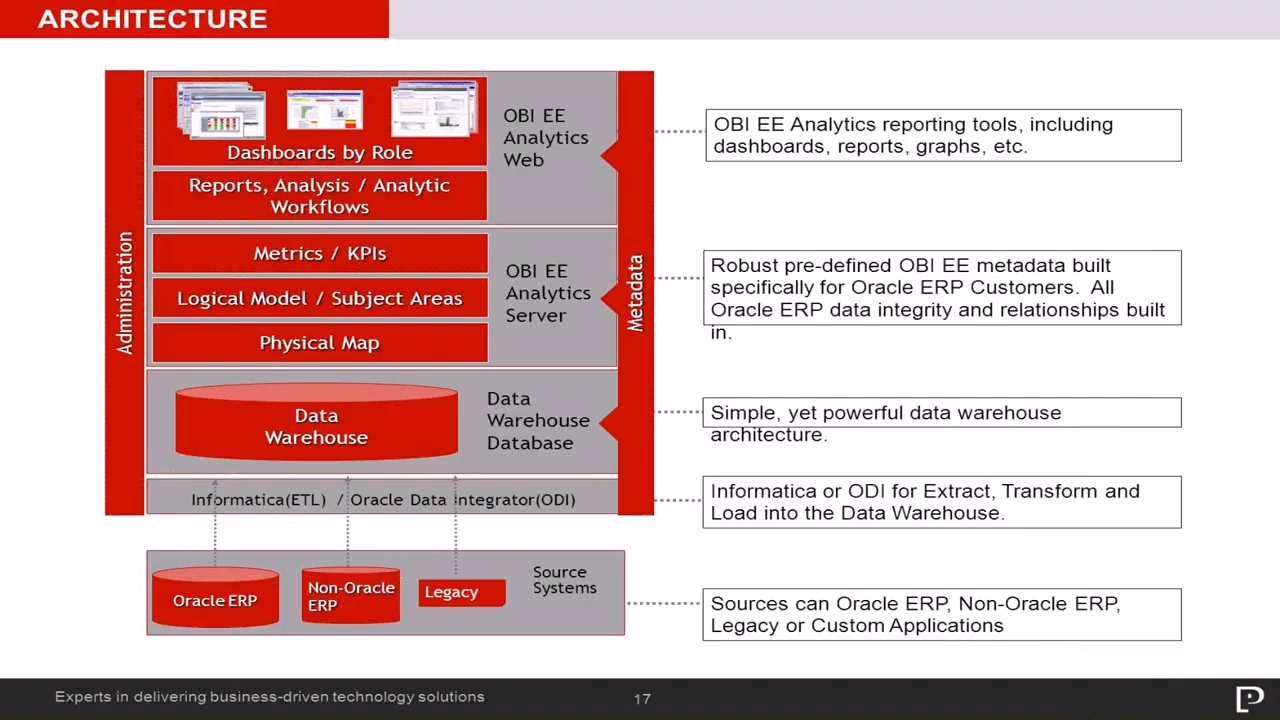 ARCHITECTURE
Dashboards by Role
Reports, Analysis / Analytic
Workflows
OBI EE
Analytics
Web
Metrics / KPIs
Logical Model / Subject Areas
Physical Map
OBI EE
Analytics
Server
Administration
Metadata
Data
Warehouse
Data
Warehouse
Database
Informatica(ETL) / Oracle Data Integrator(ODI)
Oracle ERP
Non-Oracle
ERP
Legacy
Source
Systems
OBI EE Analytics reporting tools, including
dashboards, reports, graphs, etc.
Robust pre-defined OBI EE metadata built
specifically for Oracle ERP Customers. All
Oracle ERP data integrity and relationships built
in.
Simple, yet powerful data warehouse
architecture.
Informatica or ODI for Extract, Transform and
Load into the Data Warehouse.
Sources can Oracle ERP, Non-Oracle ERP,
Legacy or Custom Applications
Experts in delivering business-driven technology solutions
17